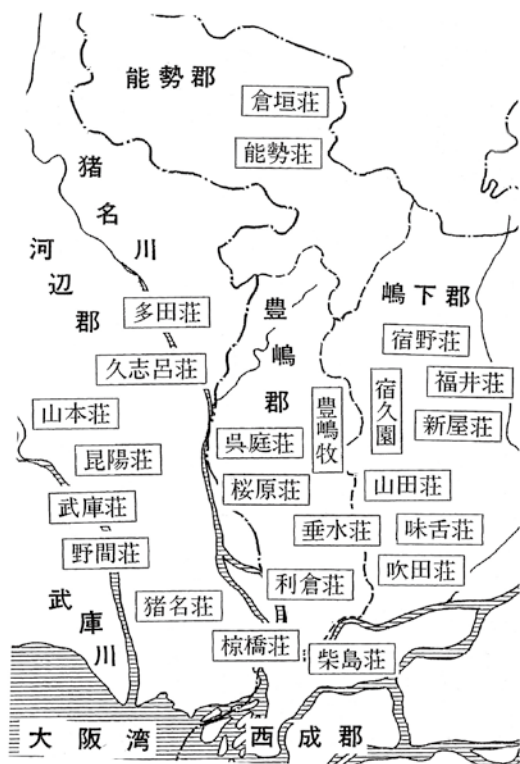 能勢郡
倉垣荘
能勢荘
猪名川
河辺郡
多田荘
久志呂荘
豊嶋郡
嶋下郡
宿野荘
福井荘
新屋荘
宿久園
豊嶋牧
山本荘
昆陽荘
呉庭荘
桜原荘
山田荘
武庫荘
野間荘
垂水荘
味舌荘
吹田荘
利倉荘
猪名荘
武庫川
椋橋荘
柴島荘
大阪湾
西成郡